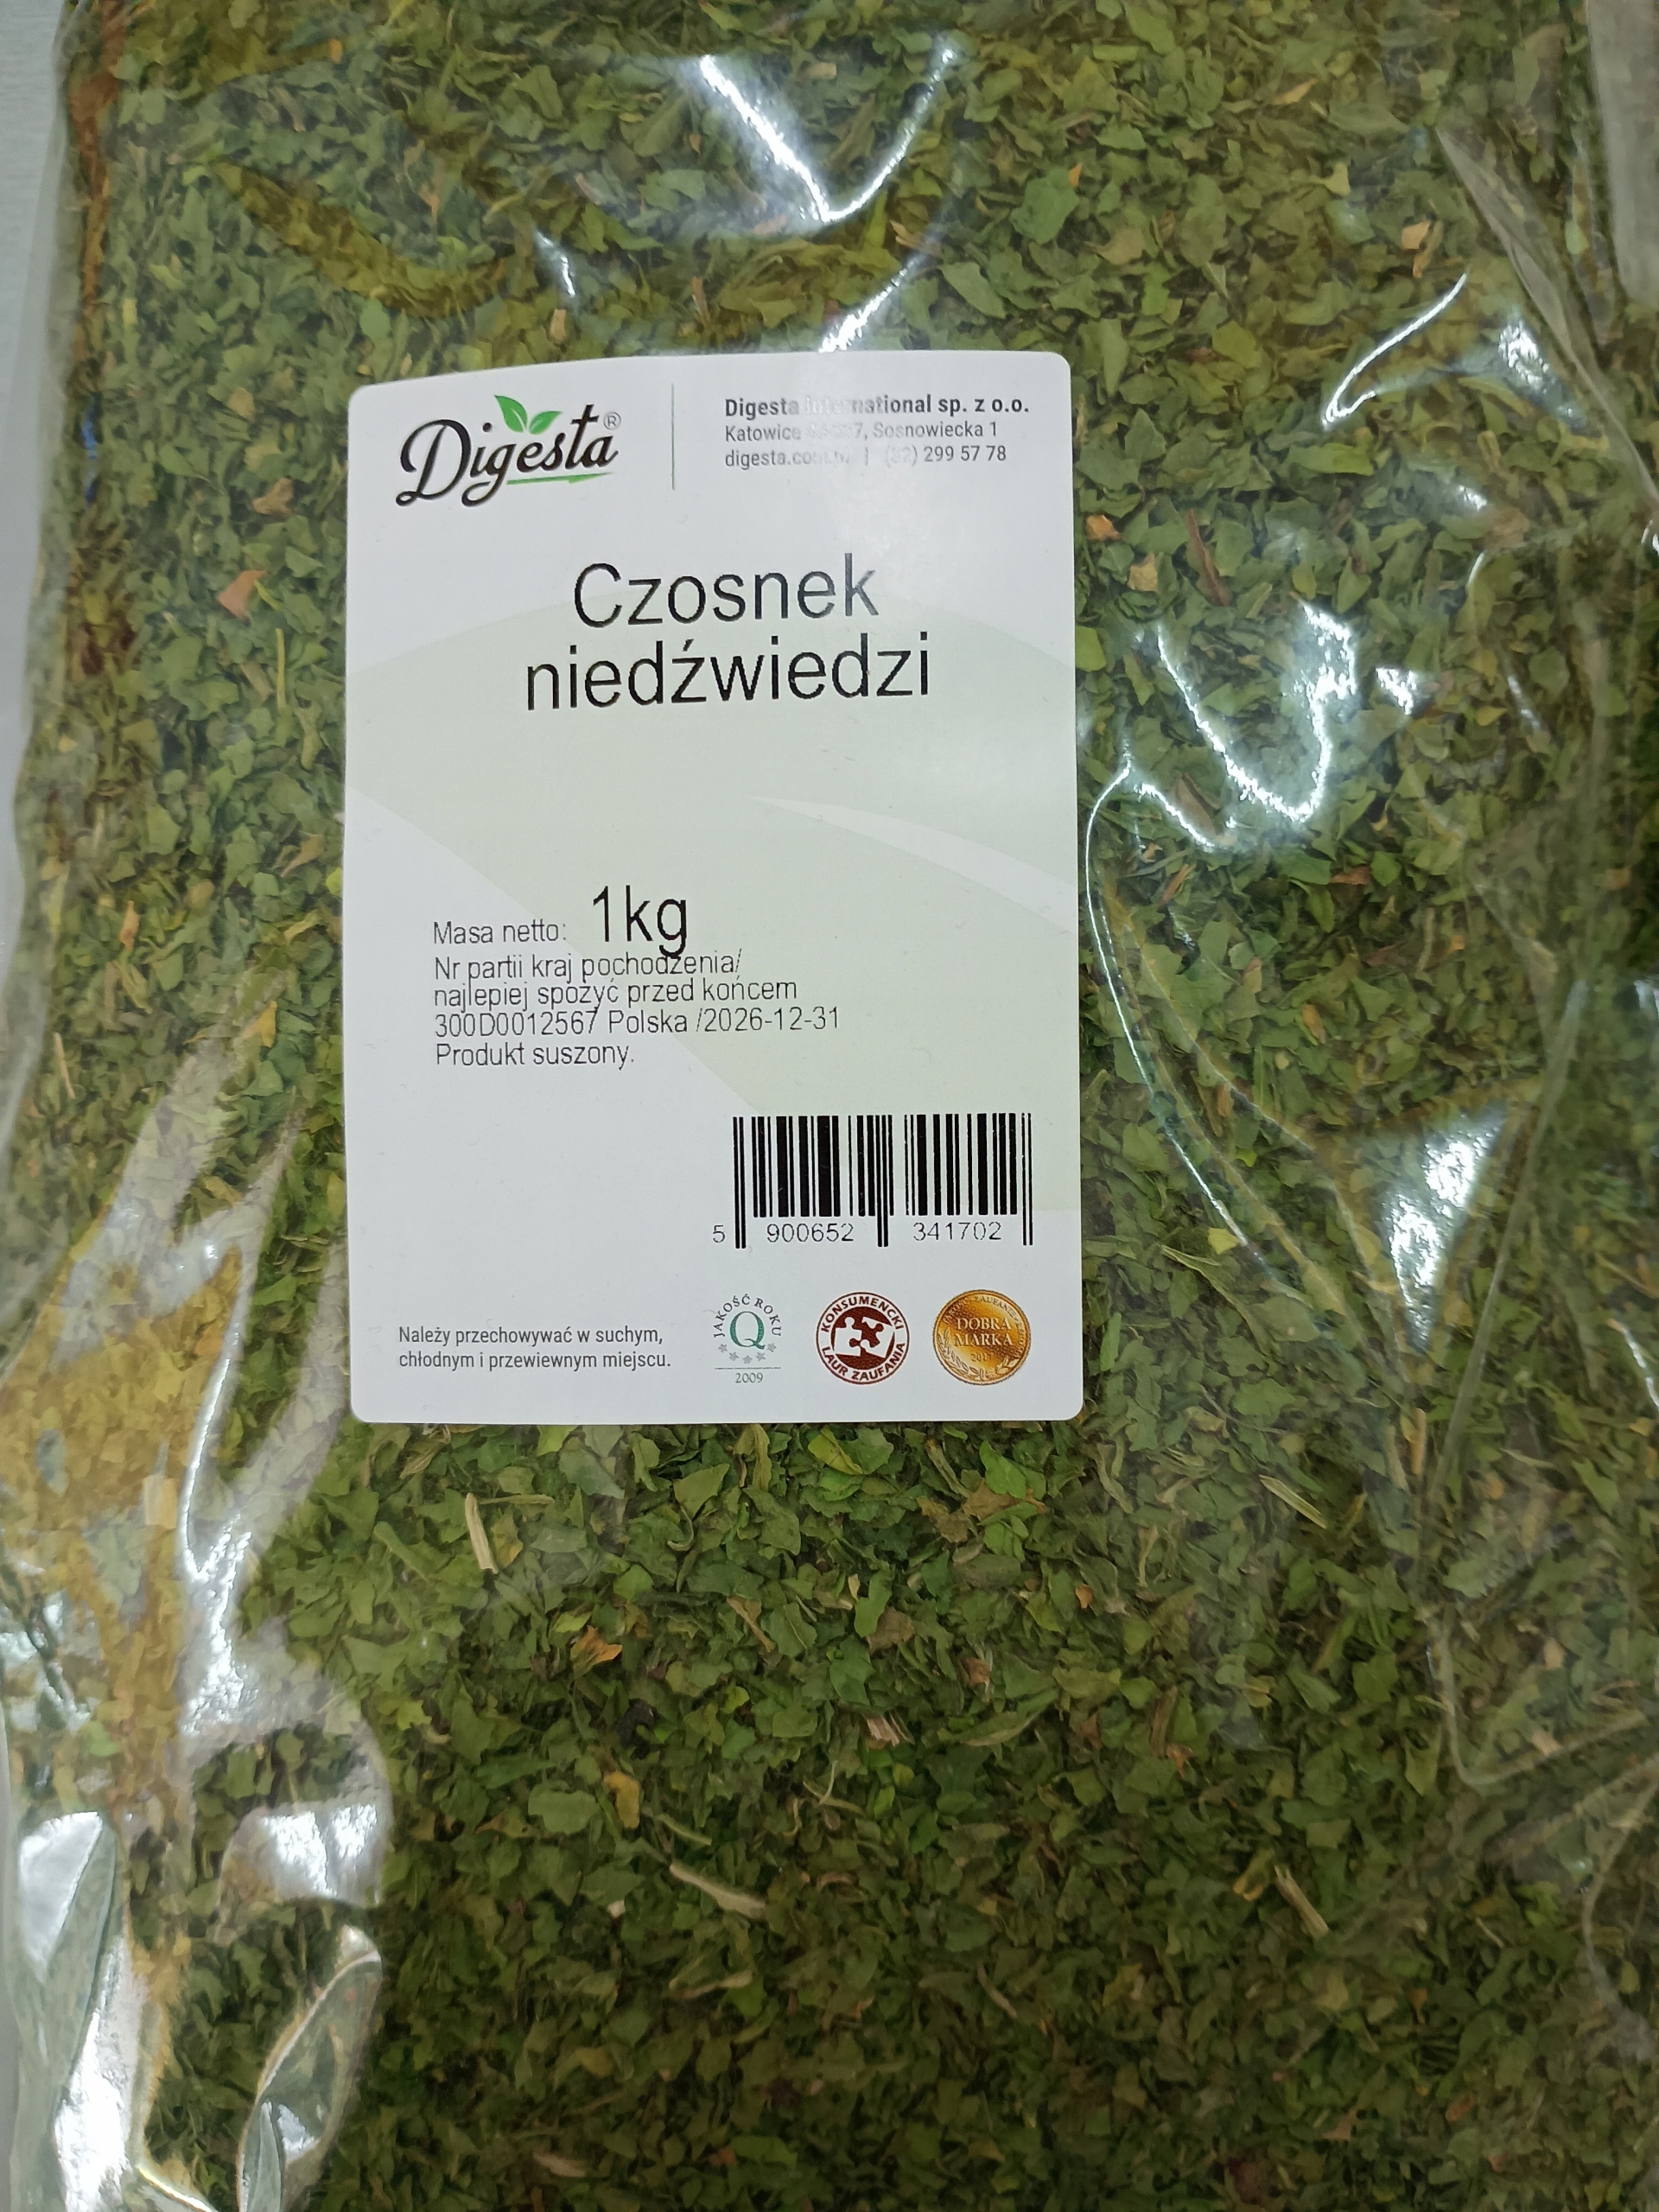 Digesta®
Digesta International sp. z o.o.
Katowice 7, Sosnowiecka 1
299 57 78
Czosnek
niedźwiedzi
Masa netto: 1kg
Nr partii kraj pochodzenia/
najlepiej spożyć przed końcem
300D0012567 Polska /2026-12-31
Produkt suszony.
5 900652 341702
Należy przechowywać w suchym,
chłodnym i przewiewnym miejscu.
JAKOŚĆ ROKU
Q
2009
KONSUMENCKI
LAUR ZAUFANIA
DOBRA
MARKA